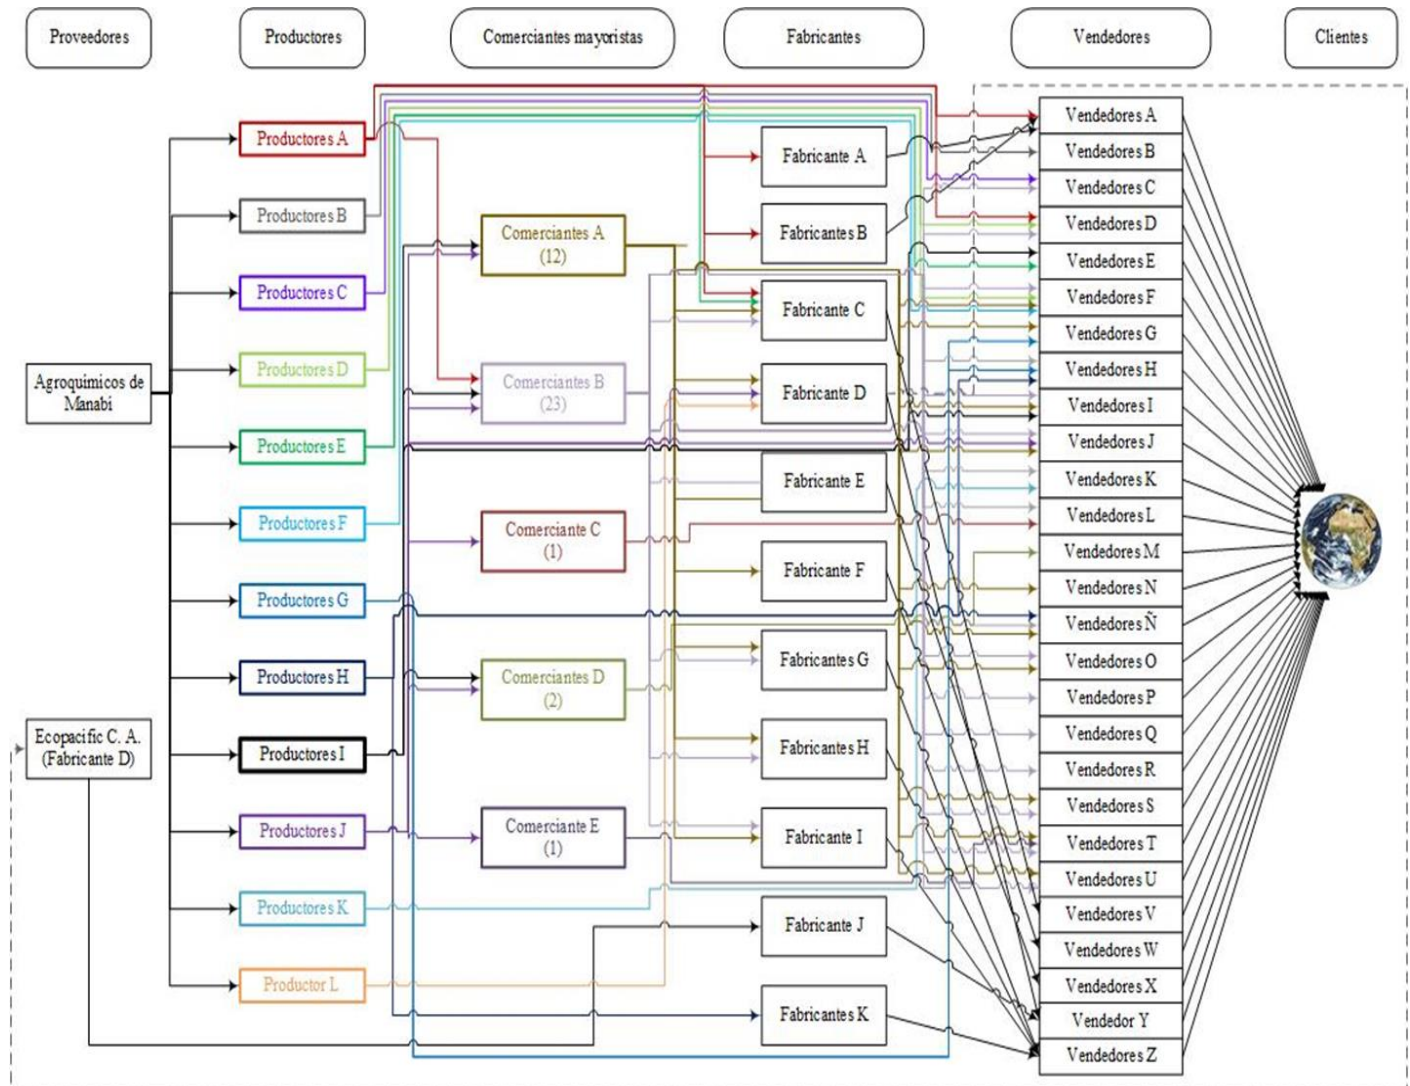 Proveedores
Productores
Comerciantes mayoristas
Fabricantes
Vendedores
Clientes
Agroquímicos de
Manabí
Ecopacific C. A.
(Fabricante D)
Productores A
Productores B
Productores C
Productores D
Productores E
Productores F
Productores G
Productores H
Productores I
Productores J
Productores K
Productor L
Comerciantes A
(12)
Comerciantes B
(23)
Comerciante C
(1)
Comerciantes D
(2)
Comerciante E
(1)
Fabricante A
Fabricantes B
Fabricante C
Fabricante D
Fabricante E
Fabricante F
Fabricantes G
Fabricantes H
Fabricante I
Fabricante J
Fabricantes K
Vendedores A
Vendedores B
Vendedores C
Vendedores D
Vendedores E
Vendedores F
Vendedores G
Vendedores H
Vendedores I
Vendedores J
Vendedores K
Vendedores L
Vendedores M
Vendedores N
Vendedores Ñ
Vendedores O
Vendedores P
Vendedores Q
Vendedores R
Vendedores S
Vendedores T
Vendedores U
Vendedores V
Vendedores W
Vendedores X
Vendedor Y
Vendedores Z